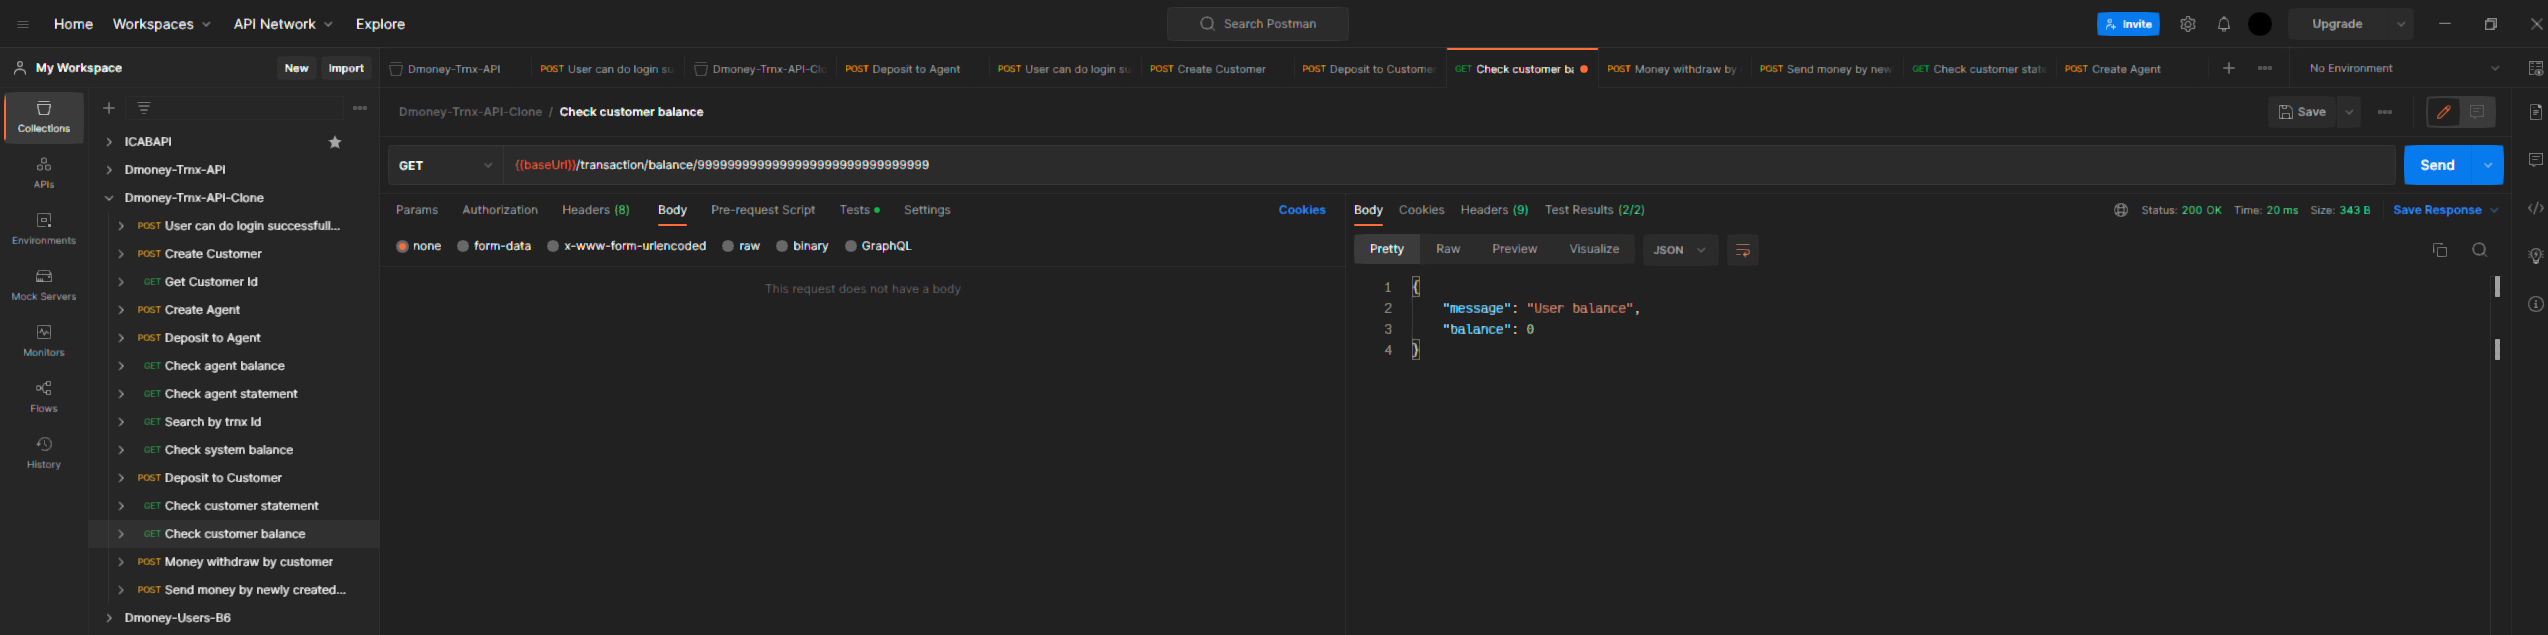 Home Workspaces API Network Explore Search Postman Invite Upgrade
My Workspace New Import
Dmoney-Trnx-API POST User can do login su Dmoney-Trnx-API-Clo POST Deposit to Agent POST User can do login su POST Create Customer POST Deposit to Custome GET Check customer ba POST Money withdraw by POST Send money by new GET Check customer state POST Create Agent No Environment
Collections
APIs
Environments
Mock Servers
Monitors
Flows
History
ICABAPI
Dmoney-Trnx-API
Dmoney-Trnx-API-Clone
POST User can do login successfull...
POST Create Customer
GET Get Customer Id
POST Create Agent
POST Deposit to Agent
GET Check agent balance
GET Check agent statement
GET Search by trnx Id
GET Check system balance
POST Deposit to Customer
GET Check customer statement
GET Check customer balance
POST Money withdraw by customer
POST Send money by newly created...
Dmoney-Users-B6
Dmoney-Trnx-API-Clone / Check customer balance Save
GET {{baseUrl}}/transaction/balance/99999999999999999999999999999999 Send
Params Authorization Headers (8) Body Pre-request Script Tests Settings Cookies
none form-data x-www-form-urlencoded raw binary GraphQL
This request does not have a body
Body Cookies Headers (9) Test Results (2/2) Status: 200 OK Time: 20 ms Size: 343 B Save Response
Pretty Raw Preview Visualize JSON
1 {
2 "message": "User balance",
3 "balance": 0
4 }